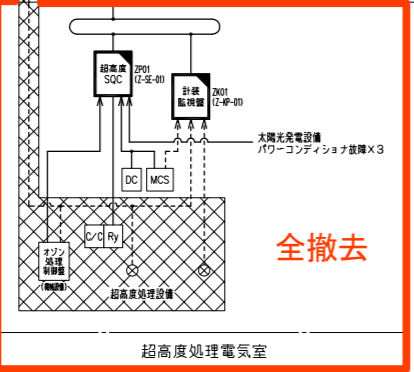 超高度
SQC
ZP01
(Z-SE-01)
計装
監視盤
ZK01
(Z-KP-01)
太陽光発電設備
パワーコンディショナ故障×3
DC
MCS
C/C
Ry
オゾン
処理
制御盤
(機械設備)
超高度処理設備
全撤去
超高度処理電気室